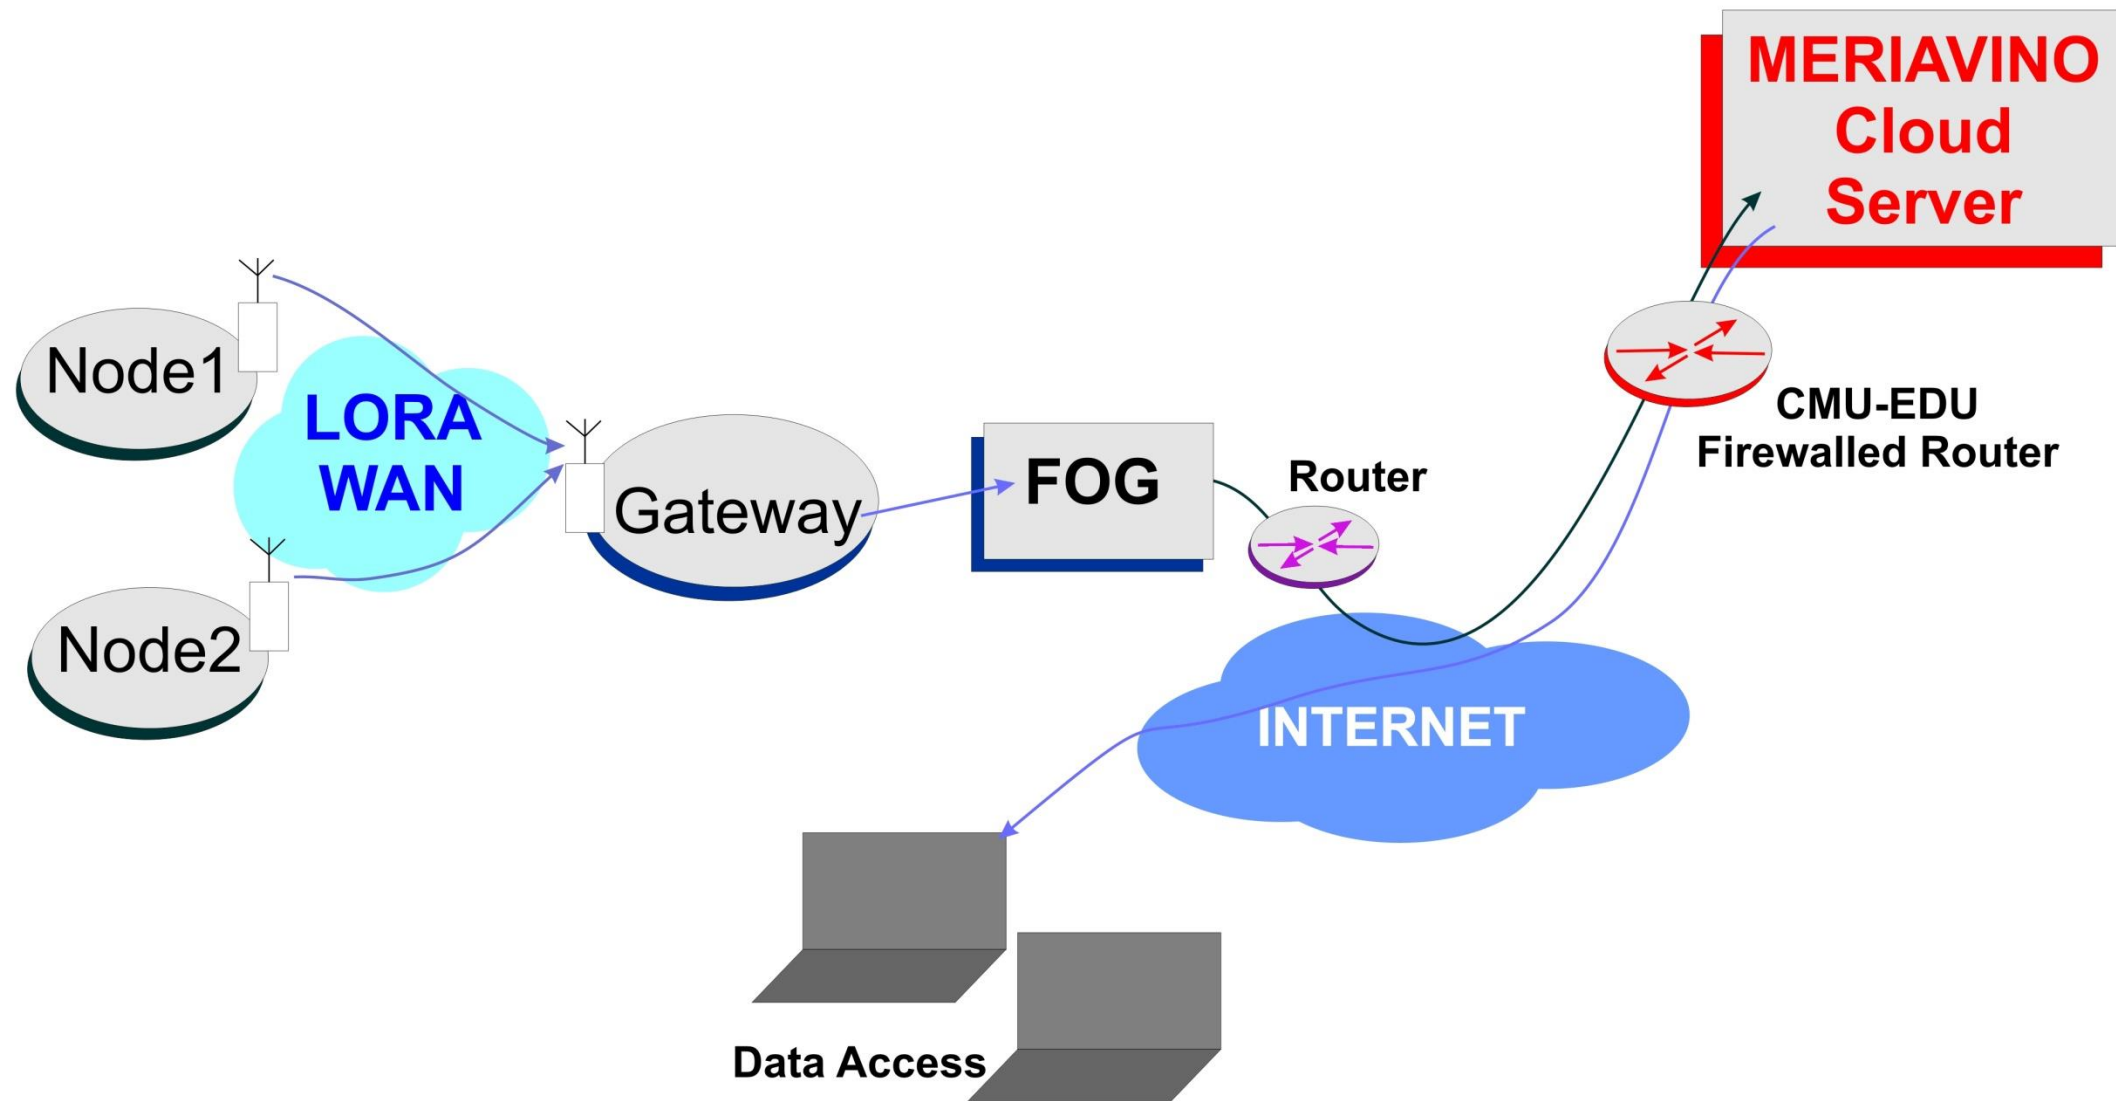 MERIAVINO
Cloud
Server
Node1
LORA
WAN
Gateway
FOG
Router
CMU-EDU
Firewalled Router
Node2
INTERNET
Data Access